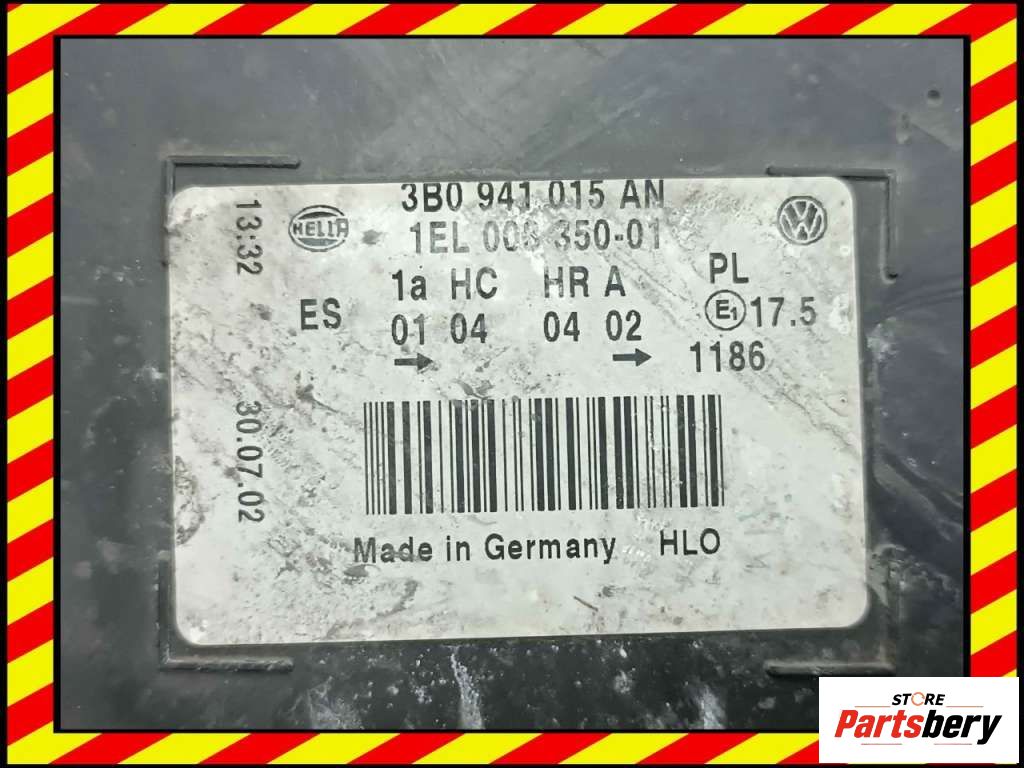 3B0 941 015 AN
HELLA
1EL 008 350-01
VW
13:32
1a HC HR A
PL
ES
01 04 04 02
E1 17.5
1186
30.07.02
Made in Germany HLO
STORE
Partsbery